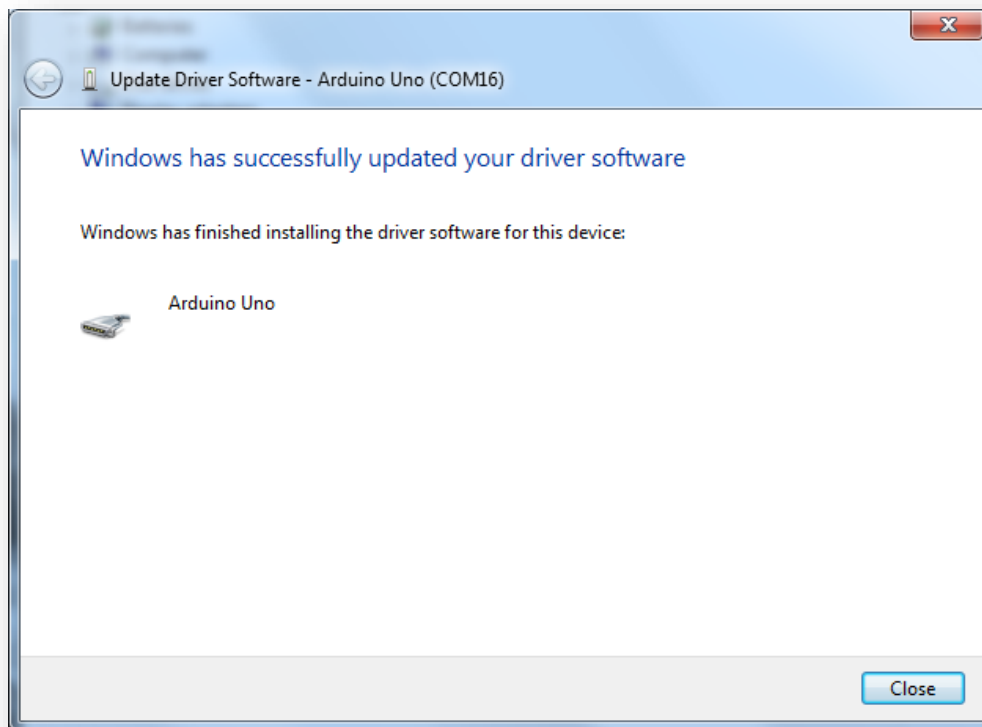 Update Driver Software - Arduino Uno (COM16)
Windows has successfully updated your driver software
Windows has finished installing the driver software for this device:
Arduino Uno
Close